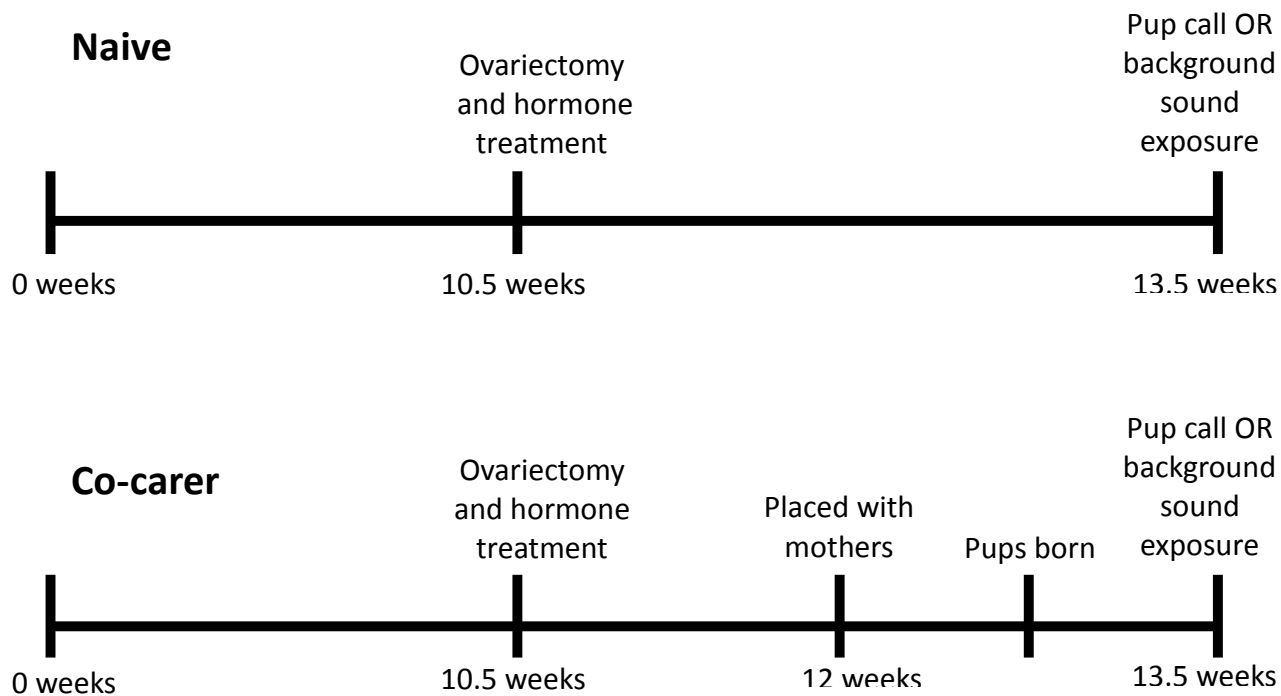 Naive
Ovariectomy
and hormone
treatment
Pup call OR
background
sound
exposure
0 weeks
10.5 weeks
13.5 weeks
Co-carer
Ovariectomy
and hormone
treatment
Placed with
mothers
Pups born
Pup call OR
background
sound
exposure
0 weeks
10.5 weeks
12 weeks
13.5 weeks